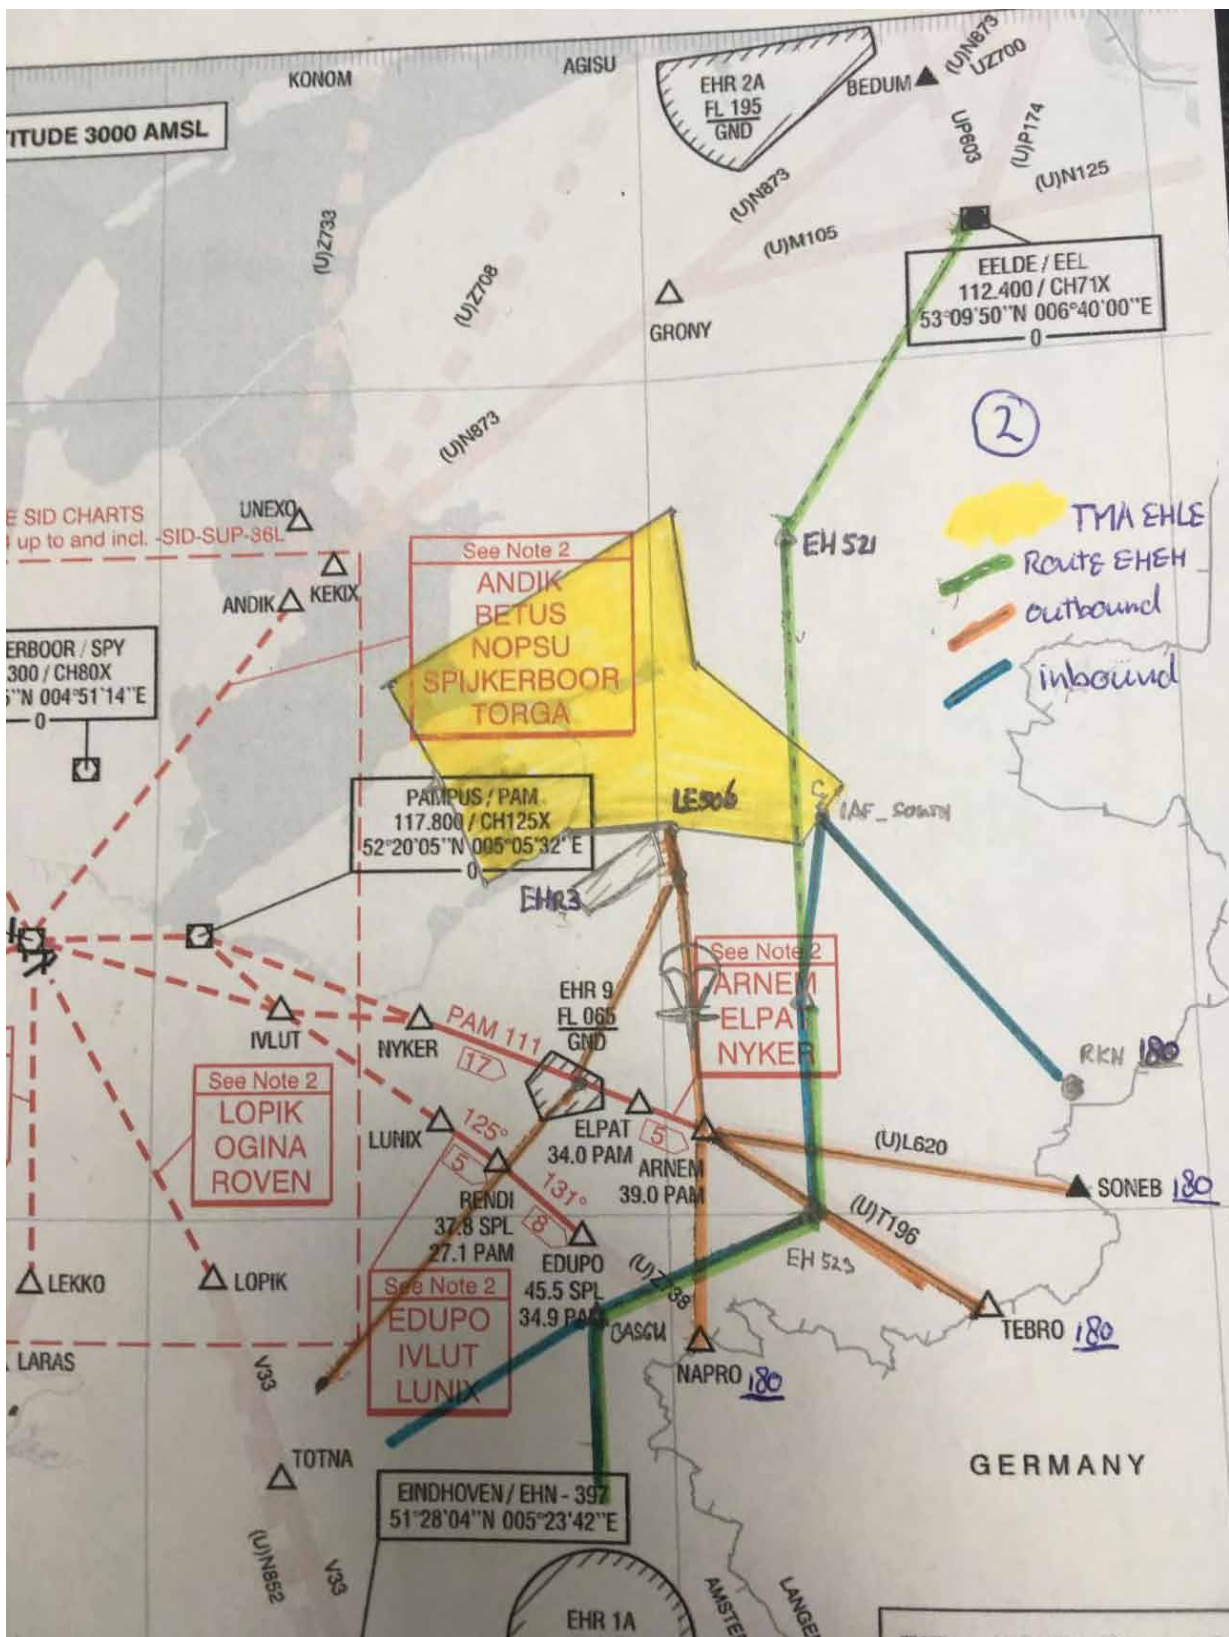 KONOM
AGISU
EHR 2A
FL 195
GND
BEDUM
(U)N873
UZ700
TITUDE 3000 AMSL
UP603
(U)P174
(U)N125
(U)N873
(U)M105
(U)Z733
(U)Z708
GRONY
EELDE / EEL
112.400 / CH71X
53°09'50"N 006°40'00"E
0
(U)N873
2
TMA EHLE
Route EHEH
outbound
inbound
E SID CHARTS
up to and incl. -SID-SUP-36L
UNEXO
KEKIX
ANDIK
EH 521
See Note 2
ANDIK
BETUS
NOPSU
SPIJKERBOOR
TORGA
ERBOOR / SPY
300 / CH80X
"N 004°51'14"E
0
PAMPUS / PAM
117.800 / CH125X
52°20'05"N 005°05'32"E
0
LE506
IAF_SOUTH
EHR3
See Note 2
ARNEM
ELPAT
NYKER
EHR 9
FL 065
GND
IVLUT
NYKER
PAM 111
17
RKN 180
See Note 2
LOPIK
OGINA
ROVEN
LUNIX
125°
5
ELPAT
34.0 PAM
5
ARNEM
39.0 PAM
(U)L620
SONEB 180
RENDI
37.8 SPL
27.1 PAM
131°
8
EDUPO
45.5 SPL
34.9 PAM
(U)T196
EH 523
(U)Z738
LEKKO
LOPIK
See Note 2
EDUPO
IVLUT
LUNIX
TEBRO 180
NAPRO 180
LARAS
V33
TOTNA
GERMANY
EINDHOVEN / EHN - 397
51°28'04"N 005°23'42"E
(U)N852
V33
EHR 1A
AMSTE
LANGE